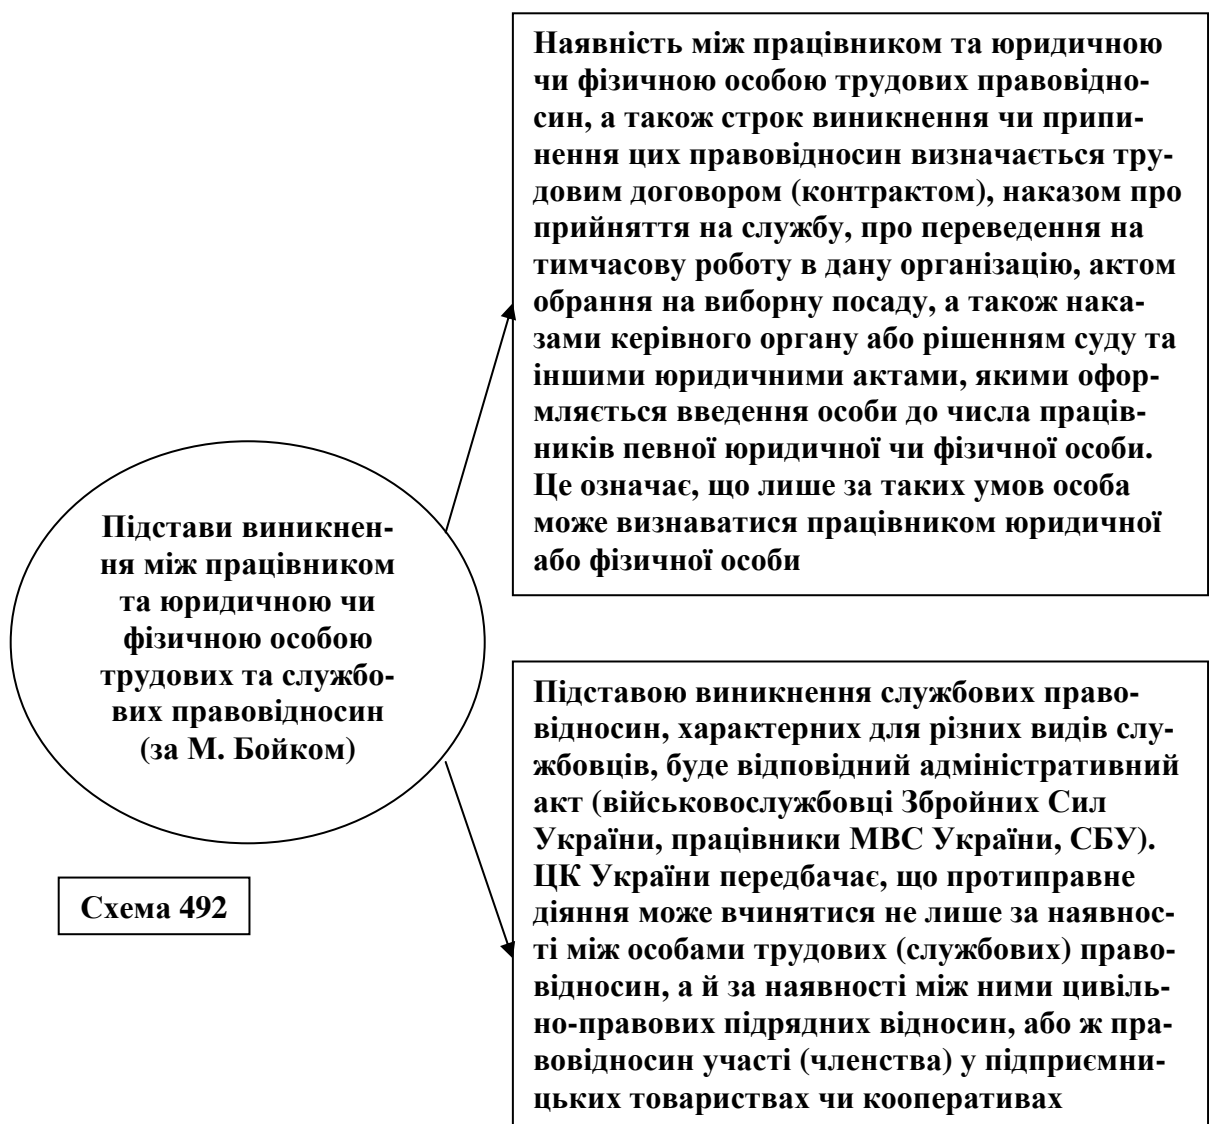 Наявність між працівником та юридичною
чи фізичною особою трудових правовідно-
син, а також строк виникнення чи припи-
нення цих правовідносин визначається тру-
довим договором (контрактом), наказом про
прийняття на службу, про переведення на
тимчасову роботу в дану організацію, актом
обрання на виборну посаду, а також нака-
зами керівного органу або рішенням суду та
іншими юридичними актами, якими офор-
мляється введення особи до числа праців-
ників певної юридичної чи фізичної особи.
Це означає, що лише за таких умов особа
може визнаватися працівником юридичної
або фізичної особи
Підстави виникнен-
ня між працівником
та юридичною чи
фізичною особою
трудових та службо-
вих правовідносин
(за М. Бойком)
Підставою виникнення службових право-
відносин, характерних для різних видів слу-
жбовців, буде відповідний адміністративний
акт (військовослужбовці Збройних Сил
України, працівники МВС України, СБУ).
ЦК України передбачає, що протиправне
діяння може вчинятися не лише за наявнос-
ті між особами трудових (службових) право-
відносин, а й за наявності між ними цивіль-
но-правових підрядних відносин, або ж пра-
вовідносин участі (членства) у підприємни-
цьких товариствах чи кооперативах
Схема 492